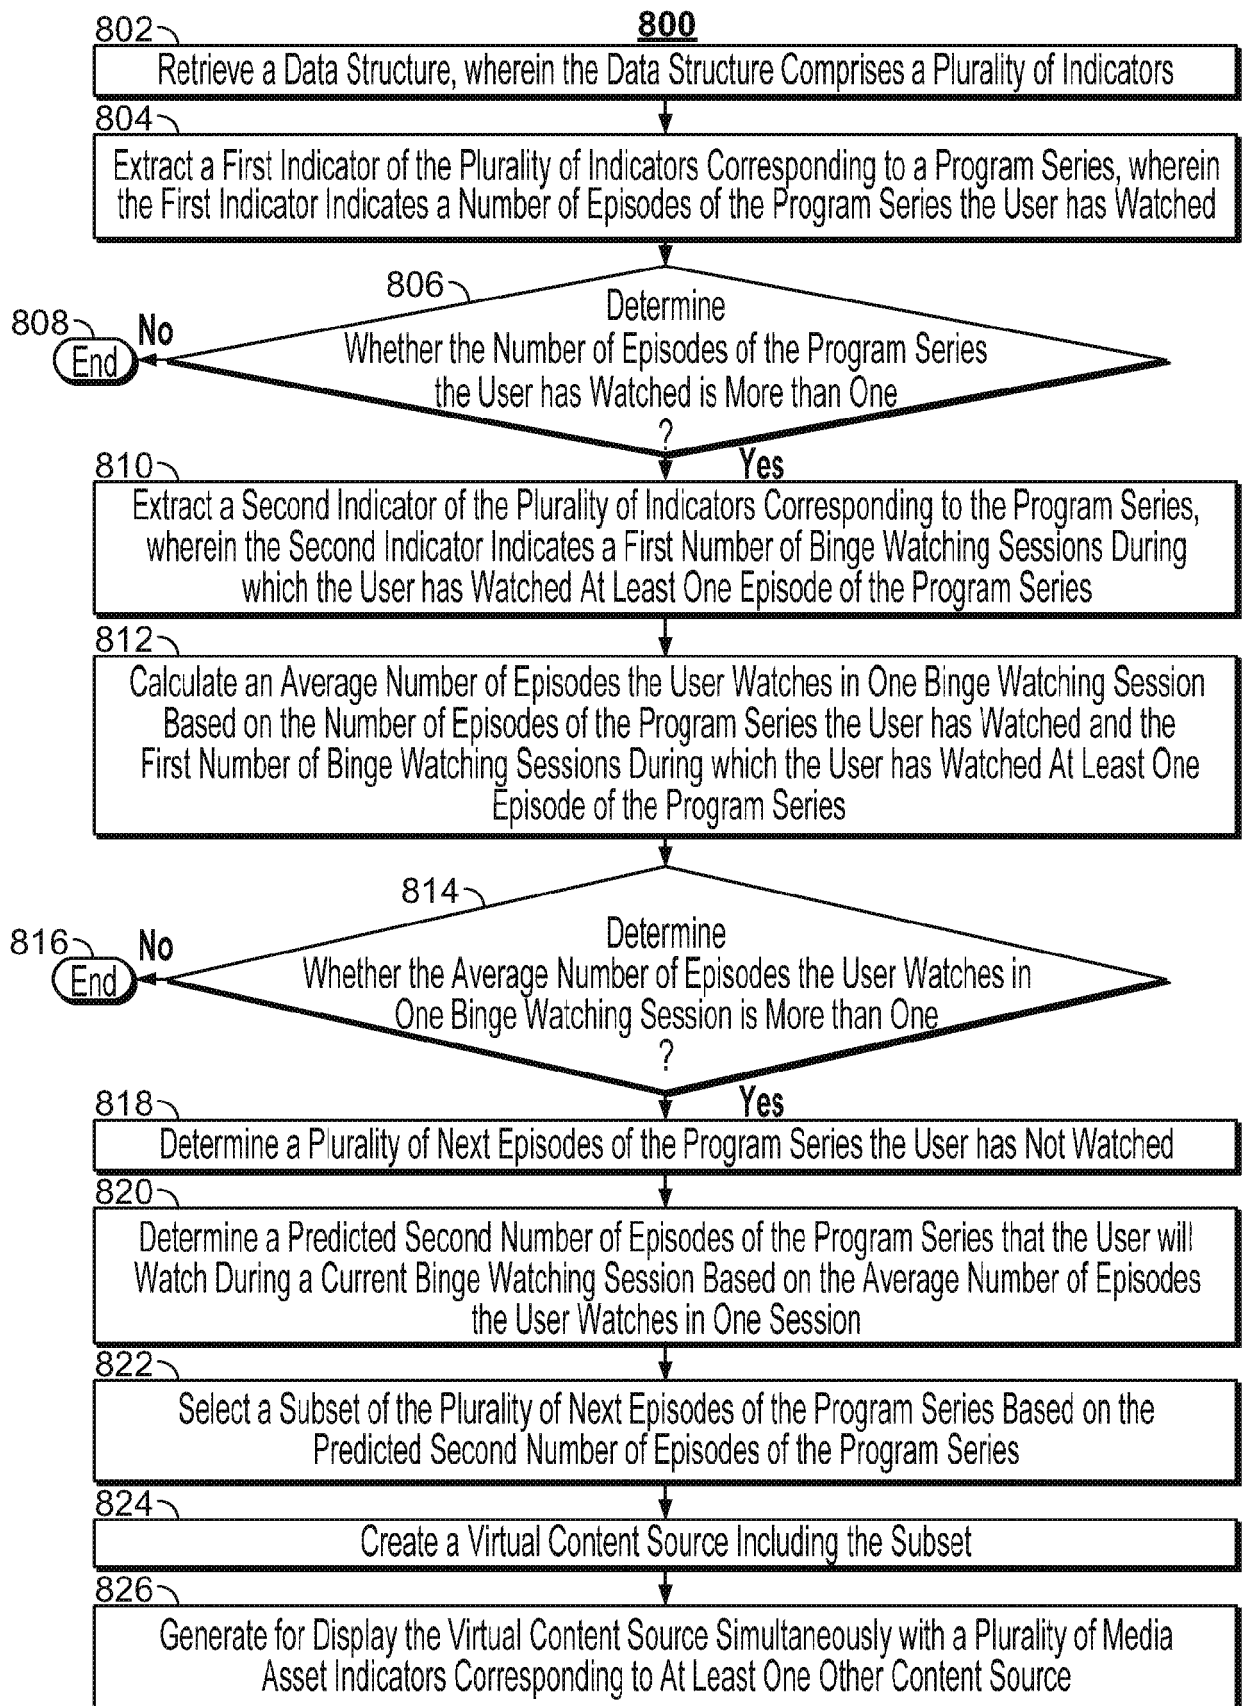 800
802
Retrieve a Data Structure, wherein the Data Structure Comprises a Plurality of Indicators
804
Extract a First Indicator of the Plurality of Indicators Corresponding to a Program Series, wherein
the First Indicator Indicates a Number of Episodes of the Program Series the User has Watched
806
Determine
Whether the Number of Episodes of the Program Series
the User has Watched is More than One
?
808
No
End
Yes
810
Extract a Second Indicator of the Plurality of Indicators Corresponding to the Program Series,
wherein the Second Indicator Indicates a First Number of Binge Watching Sessions During
which the User has Watched At Least One Episode of the Program Series
812
Calculate an Average Number of Episodes the User Watches in One Binge Watching Session
Based on the Number of Episodes of the Program Series the User has Watched and the
First Number of Binge Watching Sessions During which the User has Watched At Least One
Episode of the Program Series
814
Determine
Whether the Average Number of Episodes the User Watches in
One Binge Watching Session is More than One
?
816
No
End
Yes
818
Determine a Plurality of Next Episodes of the Program Series the User has Not Watched
820
Determine a Predicted Second Number of Episodes of the Program Series that the User will
Watch During a Current Binge Watching Session Based on the Average Number of Episodes
the User Watches in One Session
822
Select a Subset of the Plurality of Next Episodes of the Program Series Based on the
Predicted Second Number of Episodes of the Program Series
824
Create a Virtual Content Source Including the Subset
826
Generate for Display the Virtual Content Source Simultaneously with a Plurality of Media
Asset Indicators Corresponding to At Least One Other Content Source